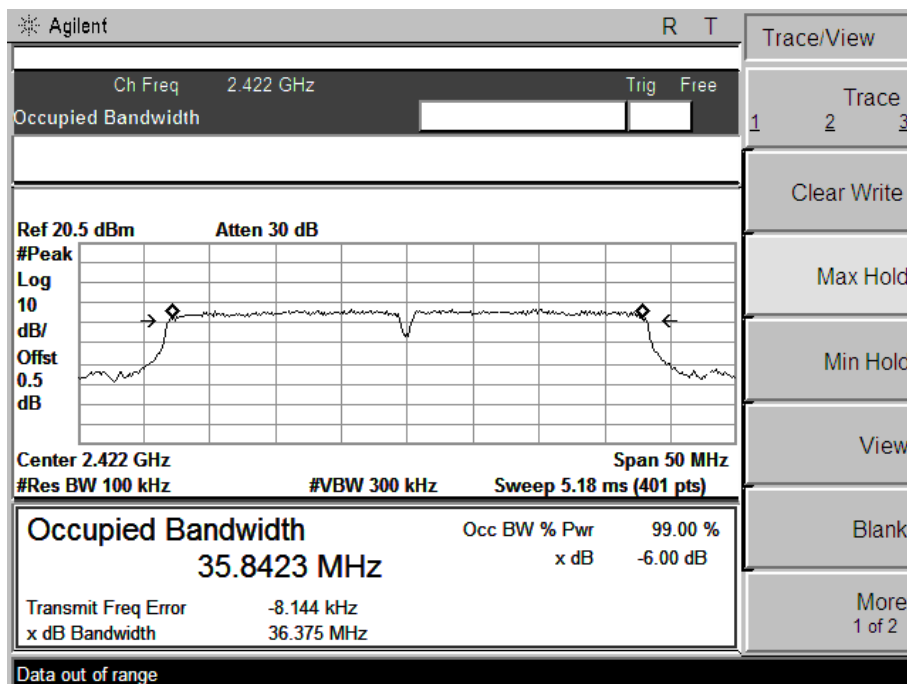 Agilent R T
Trace/View
Ch Freq 2.422 GHz Trig Free
Occupied Bandwidth
Trace
1 2 3
Clear Write
Ref 20.5 dBm Atten 30 dB
#Peak
Log
10
dB/
Offst
0.5
dB
Max Hold
Min Hold
Center 2.422 GHz Span 50 MHz
#Res BW 100 kHz #VBW 300 kHz Sweep 5.18 ms (401 pts)
View
Occupied Bandwidth Occ BW % Pwr 99.00 %
35.8423 MHz x dB -6.00 dB
Blank
Transmit Freq Error -8.144 kHz
x dB Bandwidth 36.375 MHz
More
1 of 2
Data out of range